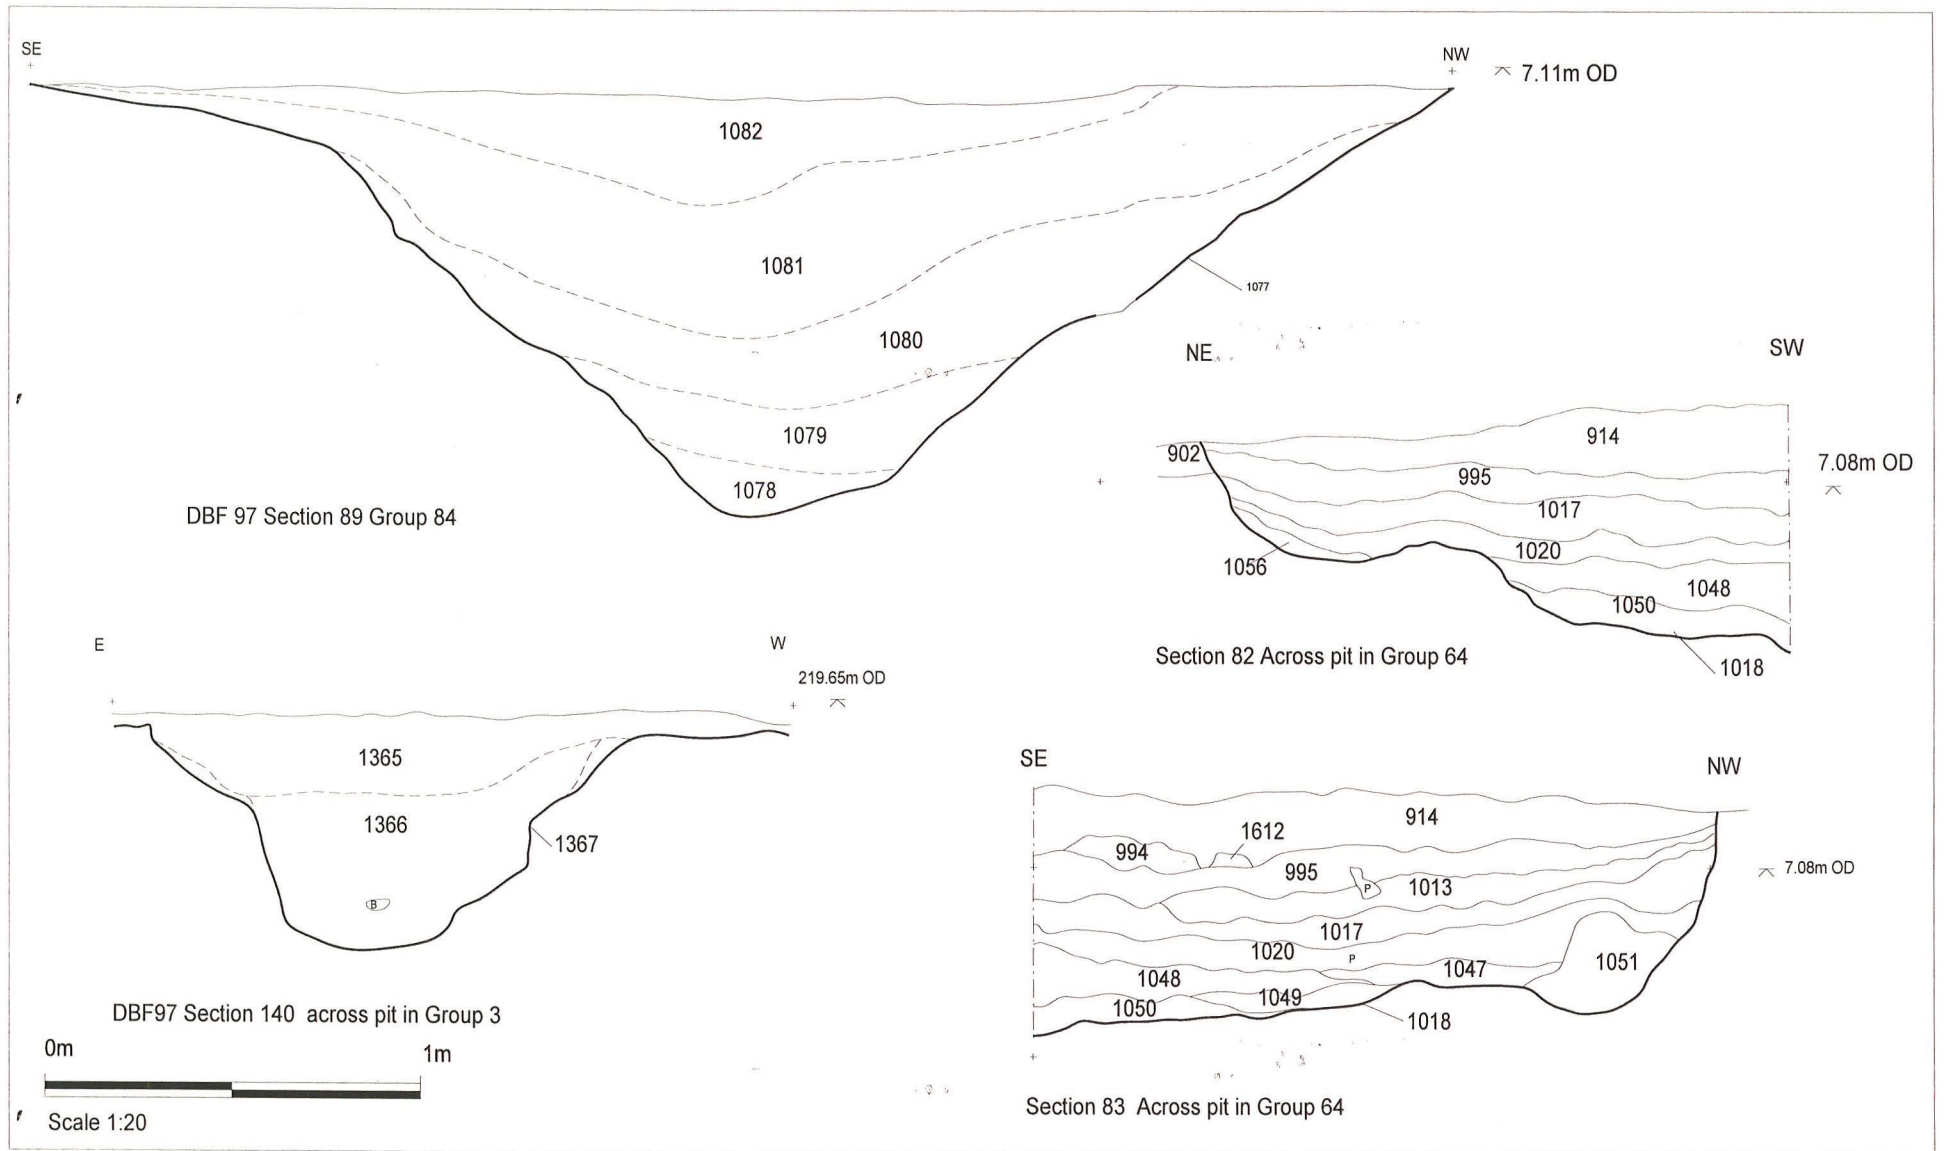 SE
NW
7.11m OD
1082
1081
1077
1080
1079
1078
DBF 97 Section 89 Group 84
NE
SW
914
902
7.08m OD
995
1017
1020
1056
1048
1050
1018
Section 82 Across pit in Group 64
E
W
219.65m OD
1365
1366
1367
B
DBF97 Section 140 across pit in Group 3
0m
1m
Scale 1:20
SE
NW
914
1612
994
995
7.08m OD
P
1013
1017
1020
P
1051
1048
1047
1049
1050
1018
Section 83 Across pit in Group 64